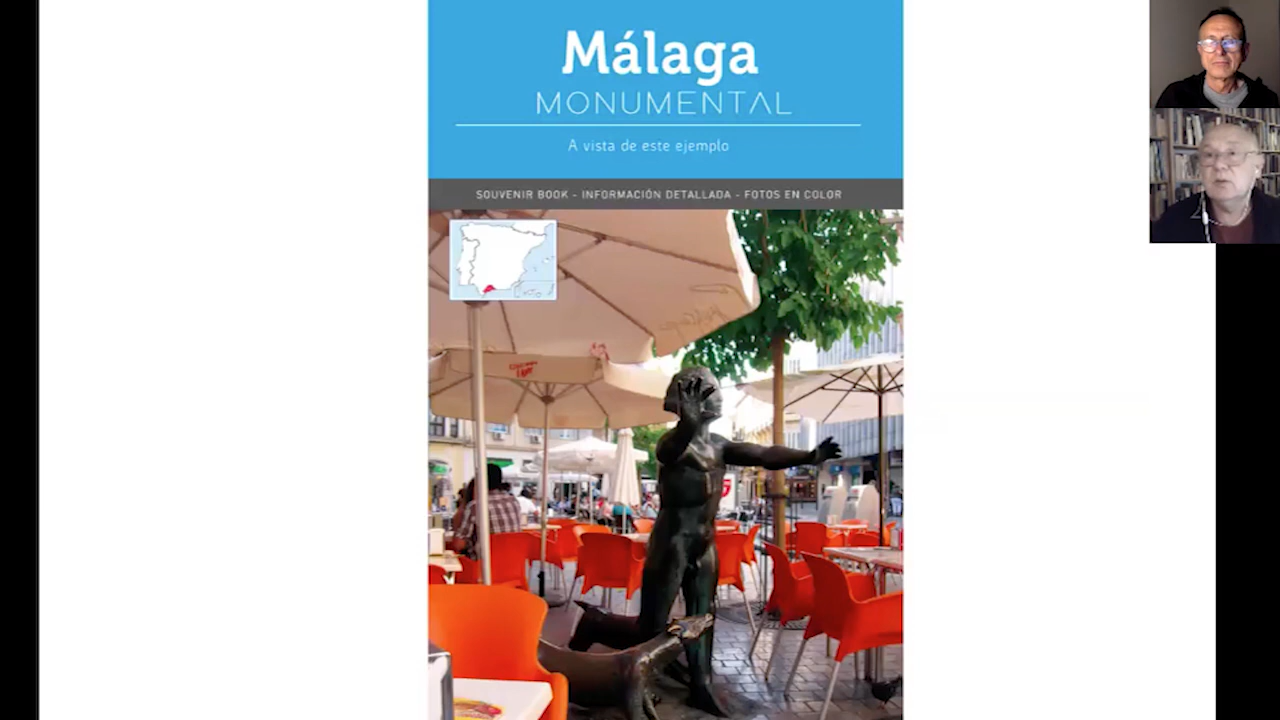 Málaga
MONUMENTAL
A vista de este ejemplo
SOUVENIR BOOK - INFORMACIÓN DETALLADA - FOTOS EN COLOR